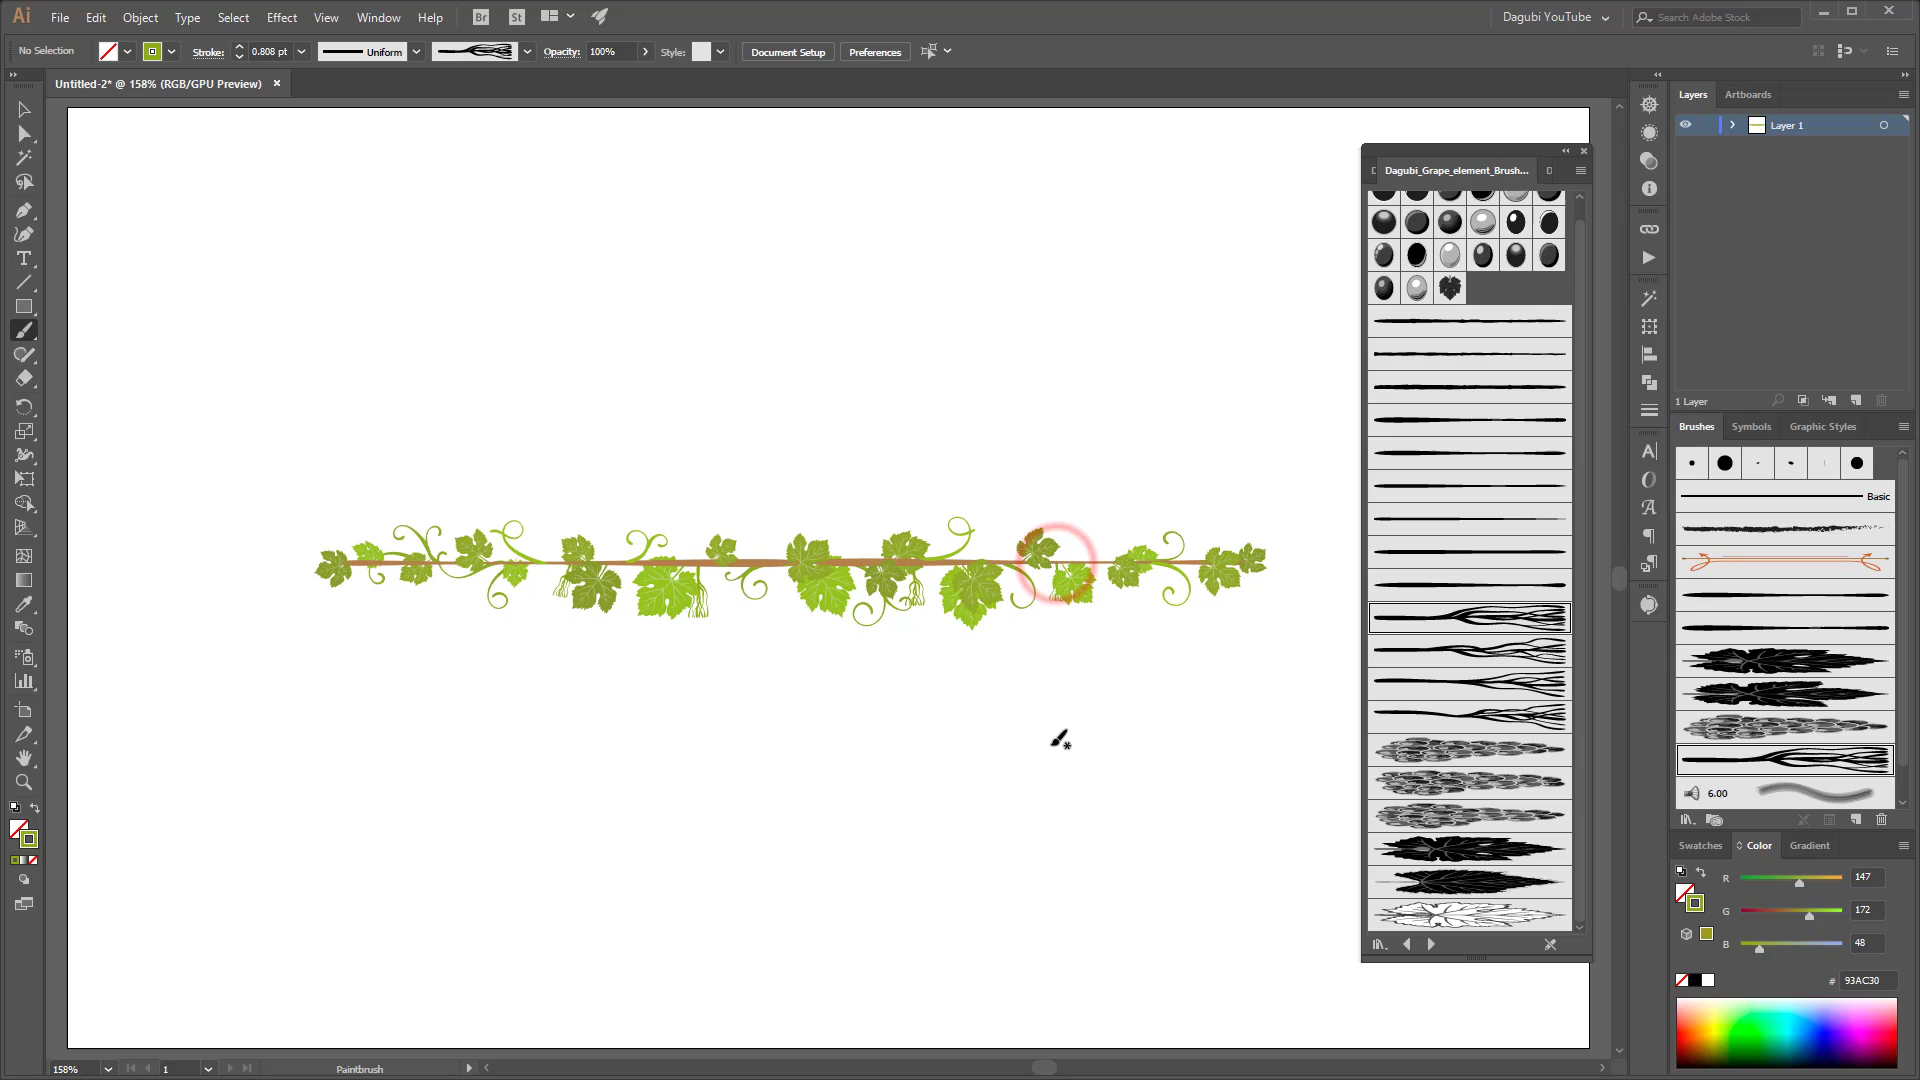 Ai File Edit Object Type Select Effect View Window Help Br St Dagubi YouTube Search Adobe Stock
No Selection Stroke: 0.808 pt Uniform Opacity: 100% Style: Document Setup Preferences
Untitled-2* @ 158% (RGB/GPU Preview)
Layers Artboards
Layer 1
Dagubi_Grape_element_Brush...
1 Layer
Brushes Symbols Graphic Styles
Basic
6.00
Swatches Color Gradient
R 147
G 172
B 48
# 93AC30
158% 1 Paintbrush